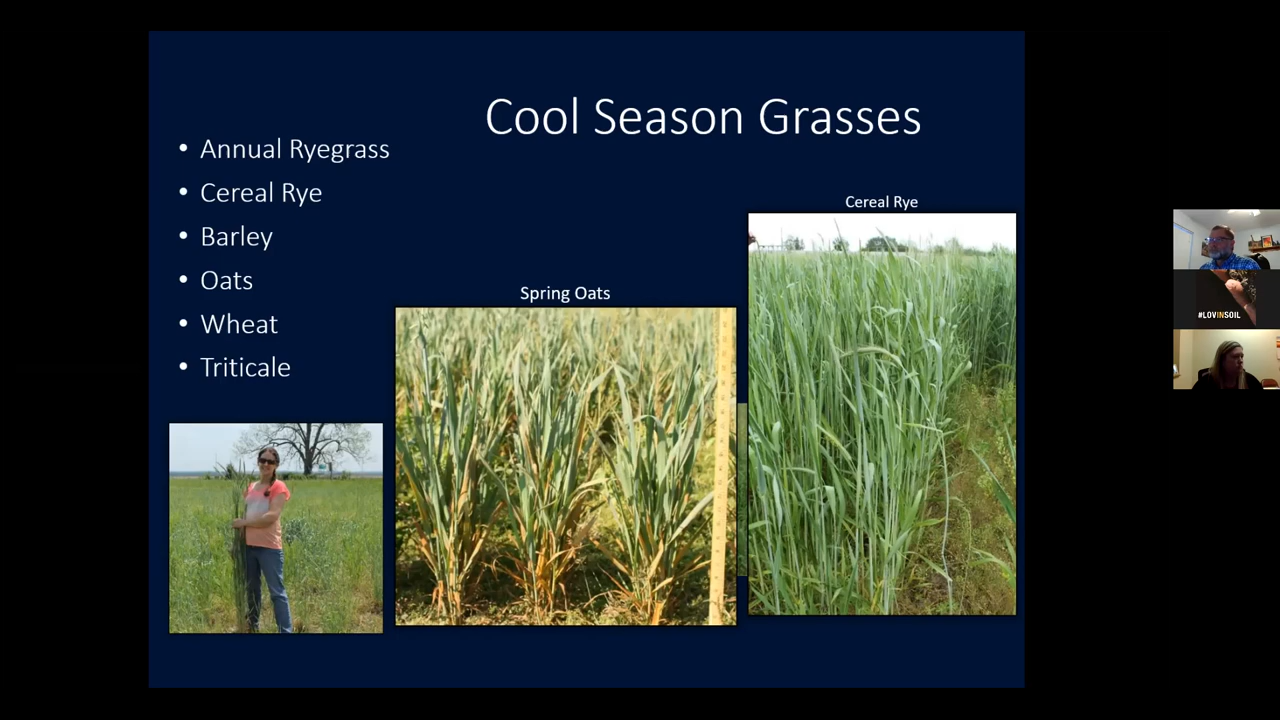 Cool Season Grasses
• Annual Ryegrass
• Cereal Rye
• Barley
• Oats
• Wheat
• Triticale
Spring Oats
Cereal Rye
#LOVINSOIL